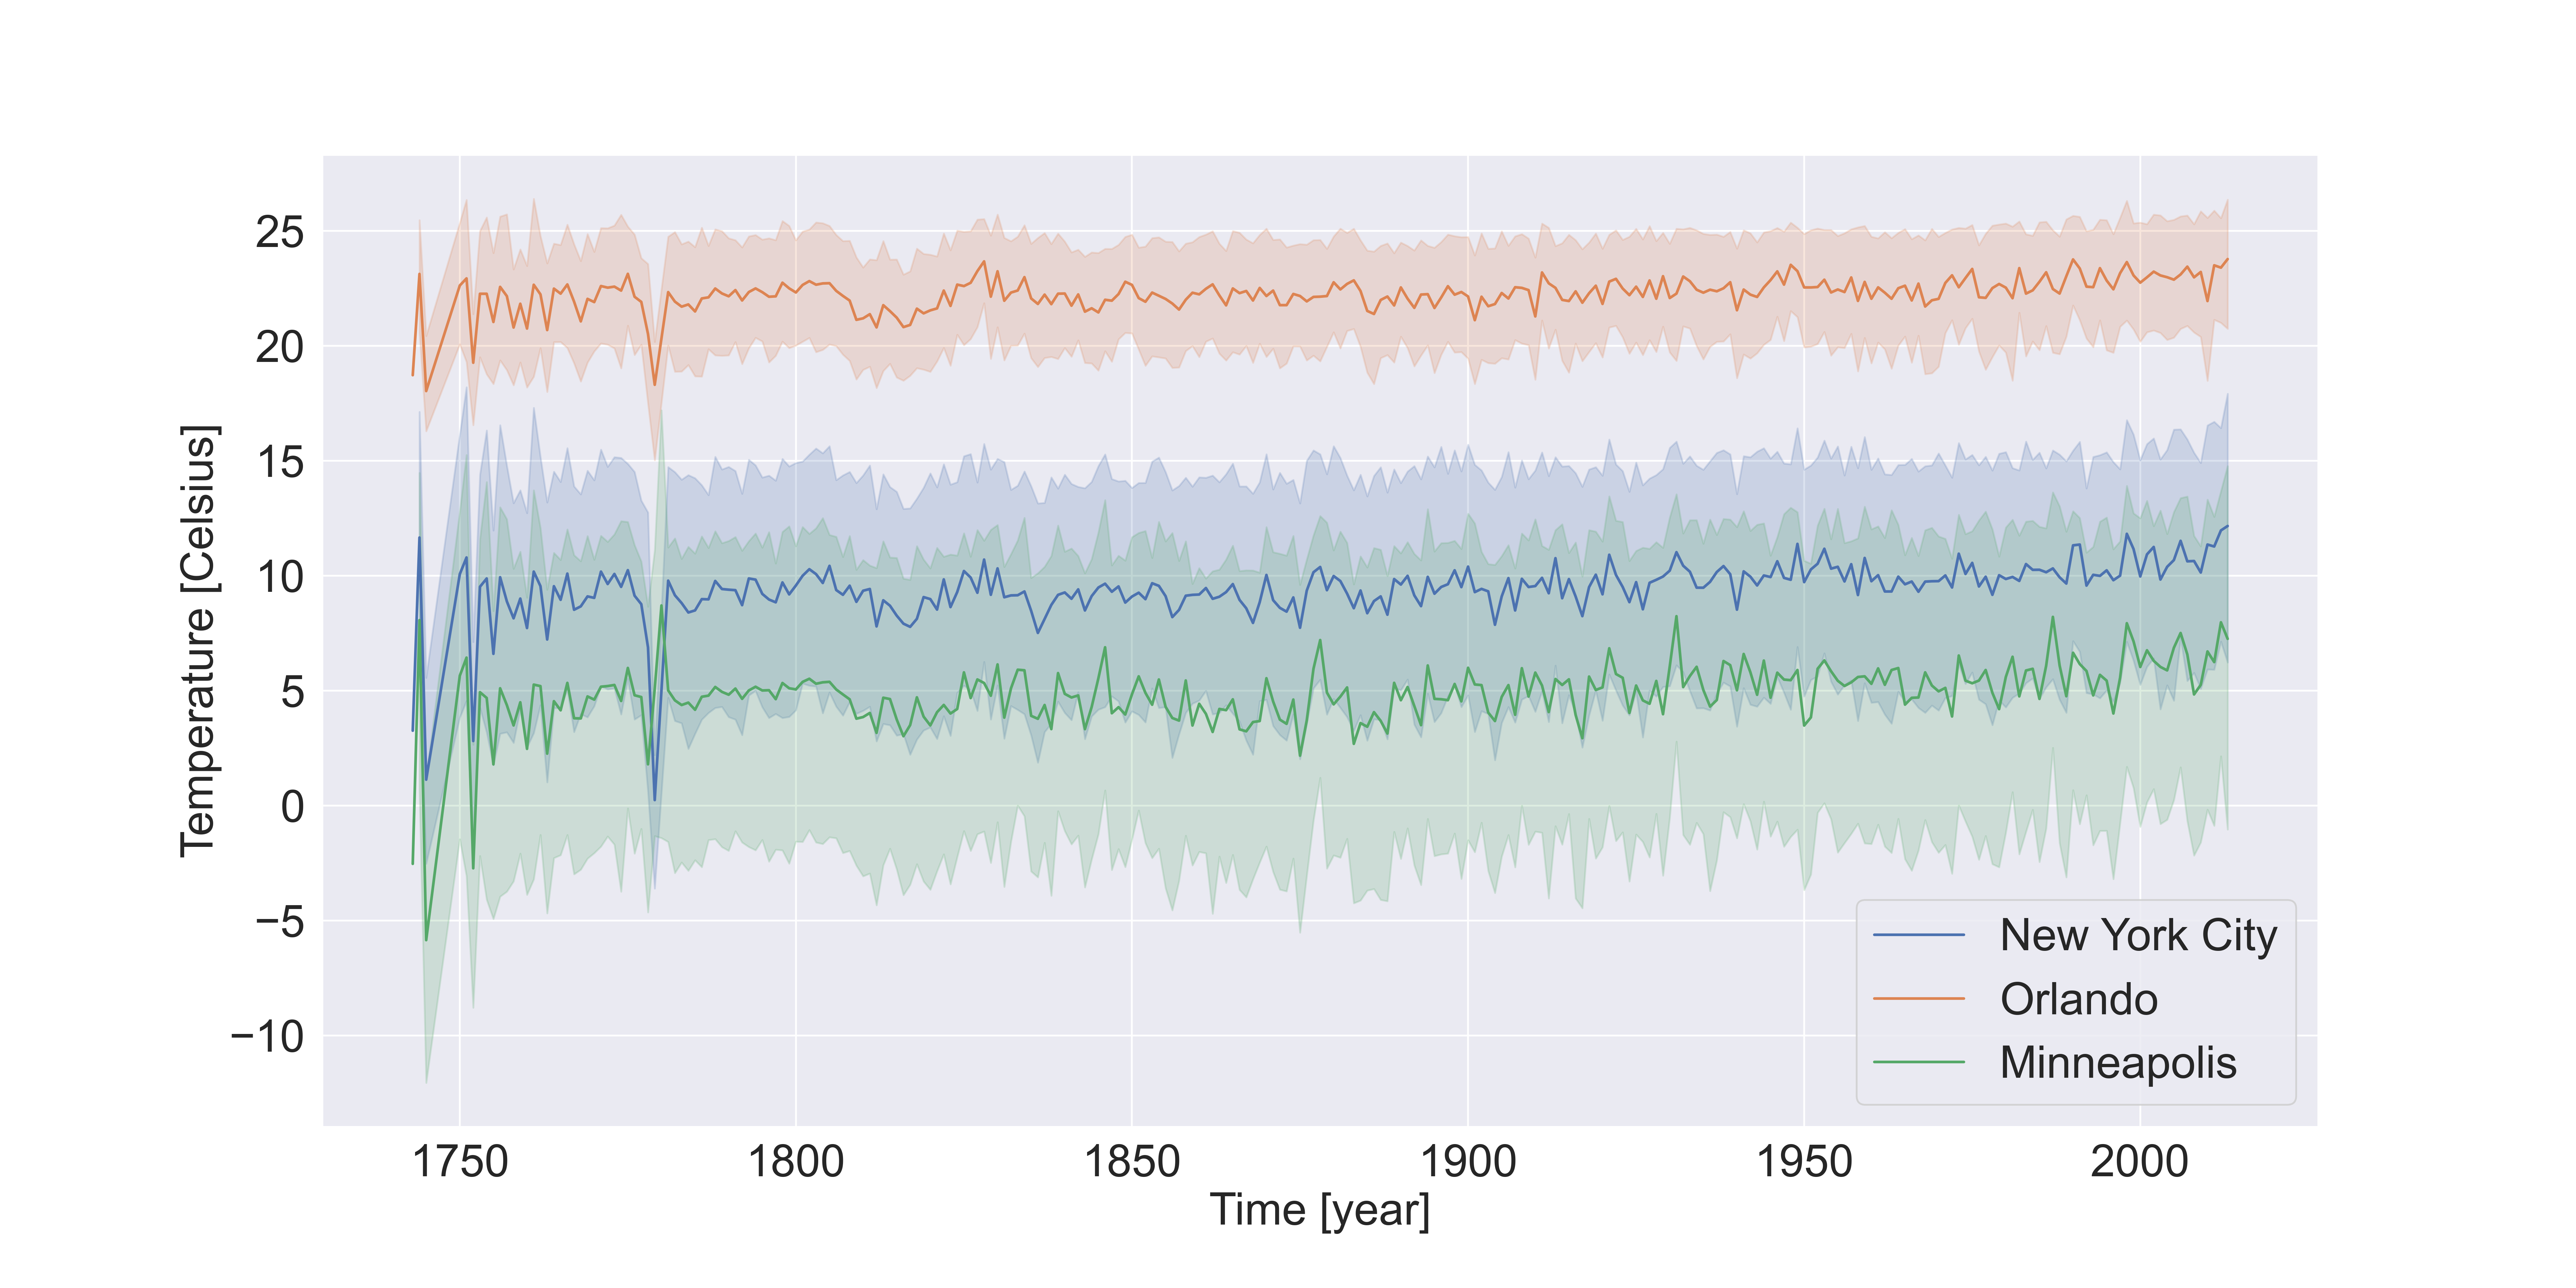 25
20
15
10
5
0
−5
−10
Temperature [Celsius]
New York City
Orlando
Minneapolis
1750 1800 1850 1900 1950 2000
Time [year]